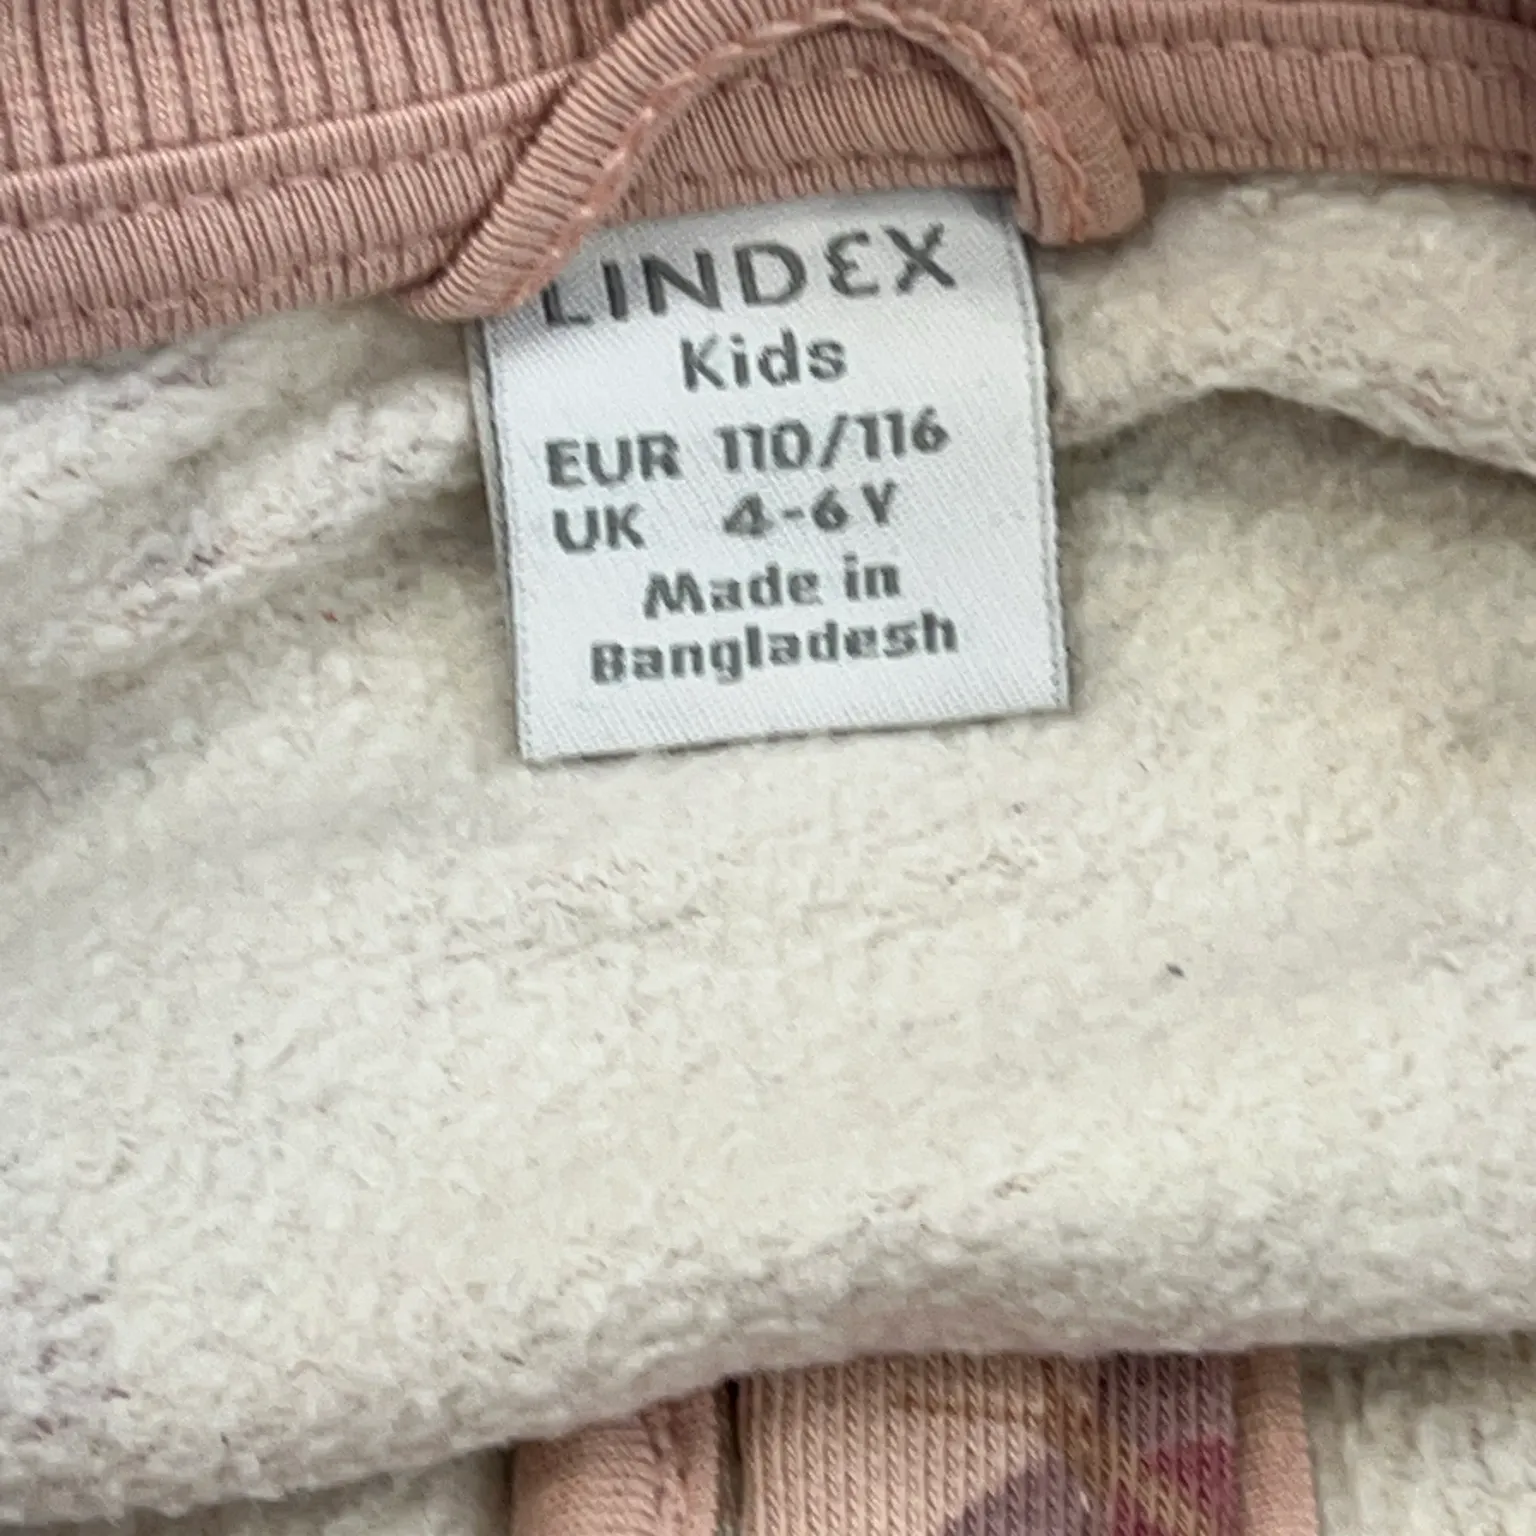 LINDEX
Kids
EUR 110/116
UK 4-6Y
Made in
Bangladesh